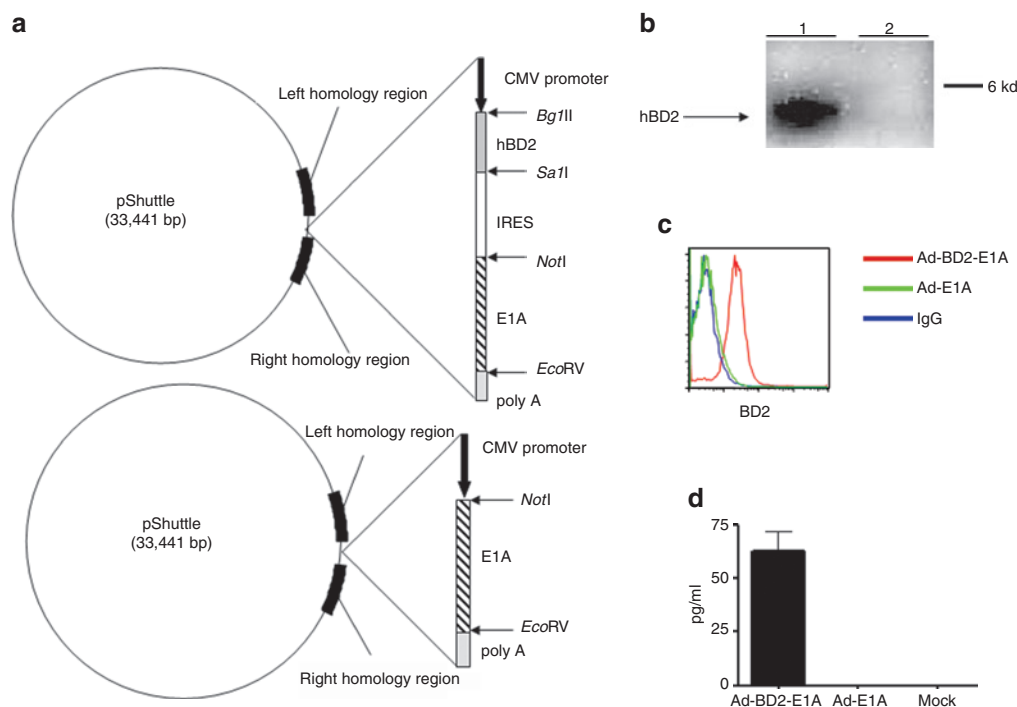 a
Left homology region
pShuttle
(33,441 bp)
Right homology region
CMV promoter
Bg1II
hBD2
Sa1I
IRES
NotI
E1A
EcoRV
poly A
Left homology region
pShuttle
(33,441 bp)
Right homology region
CMV promoter
NotI
E1A
EcoRV
poly A
b
1 2
hBD2
6 kd
c
Ad-BD2-E1A
Ad-E1A
IgG
BD2
d
75
50
25
0
pg/ml
Ad-BD2-E1A Ad-E1A Mock